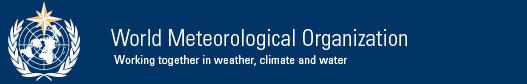 World Meteorological Organization
Working together in weather, climate and water